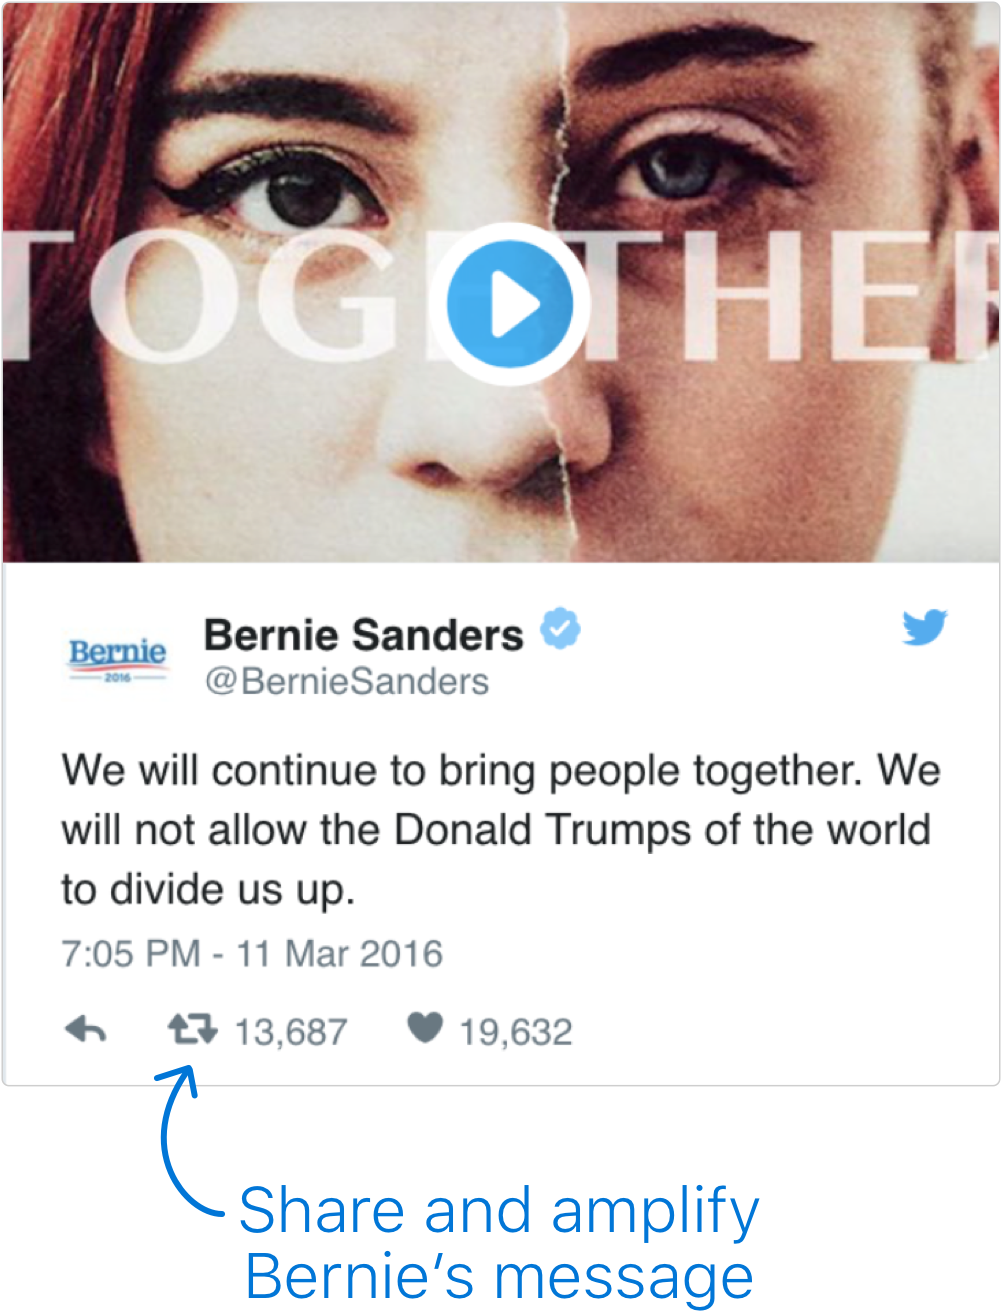 TOGETHER
Bernie
2016
Bernie Sanders
@BernieSanders
We will continue to bring people together. We
will not allow the Donald Trumps of the world
to divide us up.
7:05 PM - 11 Mar 2016
13,687 19,632
Share and amplify
Bernie’s message